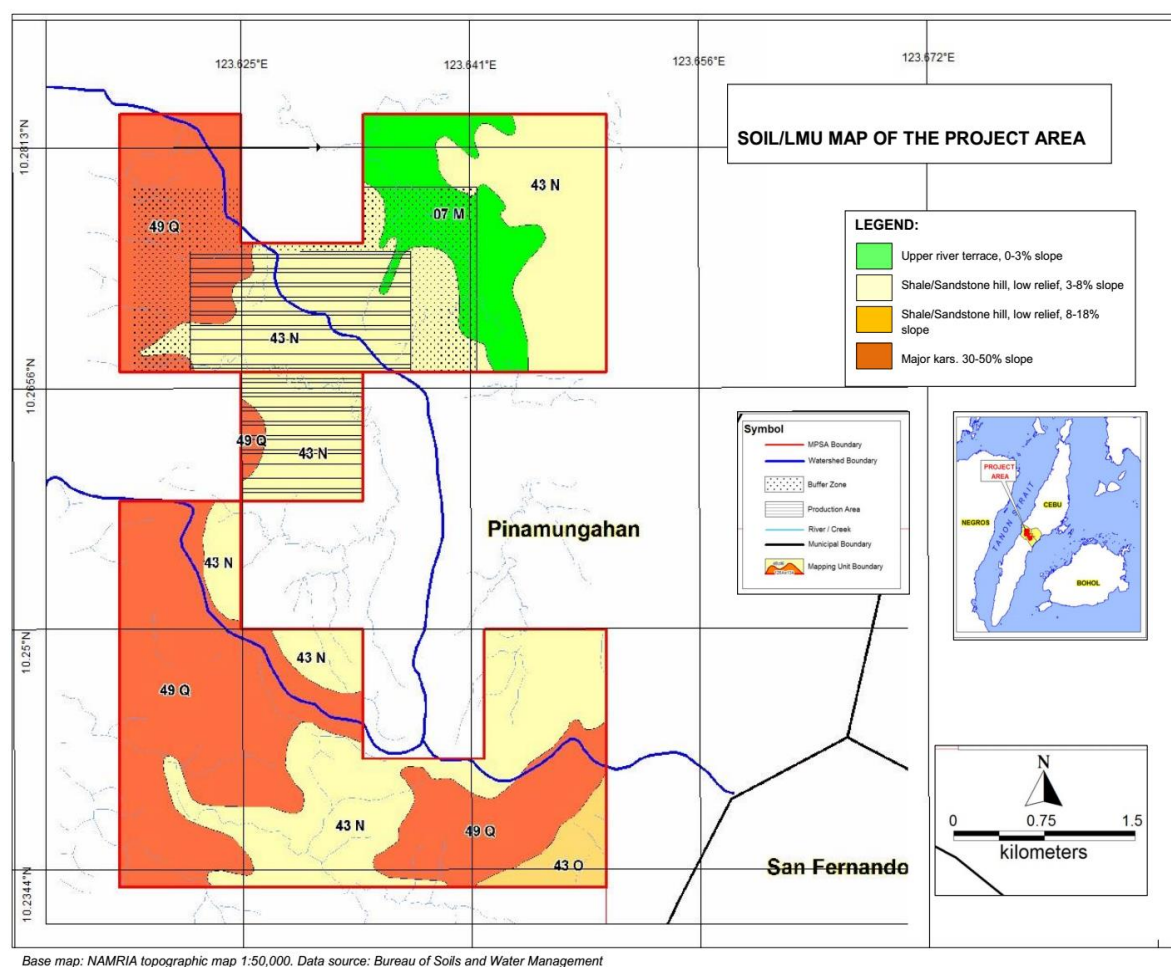 123.625°E
123.641°E
123.656°E
123.672°E
SOIL/LMU MAP OF THE PROJECT AREA
10.2813°N
43 N
07 M
49 Q
LEGEND:
Upper river terrace, 0-3% slope
Shale/Sandstone hill, low relief, 3-8% slope
Shale/Sandstone hill, low relief, 8-18%
slope
Major kars. 30-50% slope
43 N
10.2656°N
49 Q
43 N
Symbol
MPSA Boundary
Watershed Boundary
Buffer Zone
Production Area
River / Creek
Municipal Boundary
Mapping Unit Boundary
PROJECT
AREA
CEBU
NEGROS
TANON STRAIT
BOHOL
Pinamungahan
43 N
10.25°N
43 N
49 Q
43 N
49 Q
43 O
San Fernando
10.2344°N
N
0 0.75 1.5
kilometers
Base map: NAMRIA topographic map 1:50,000. Data source: Bureau of Soils and Water Management